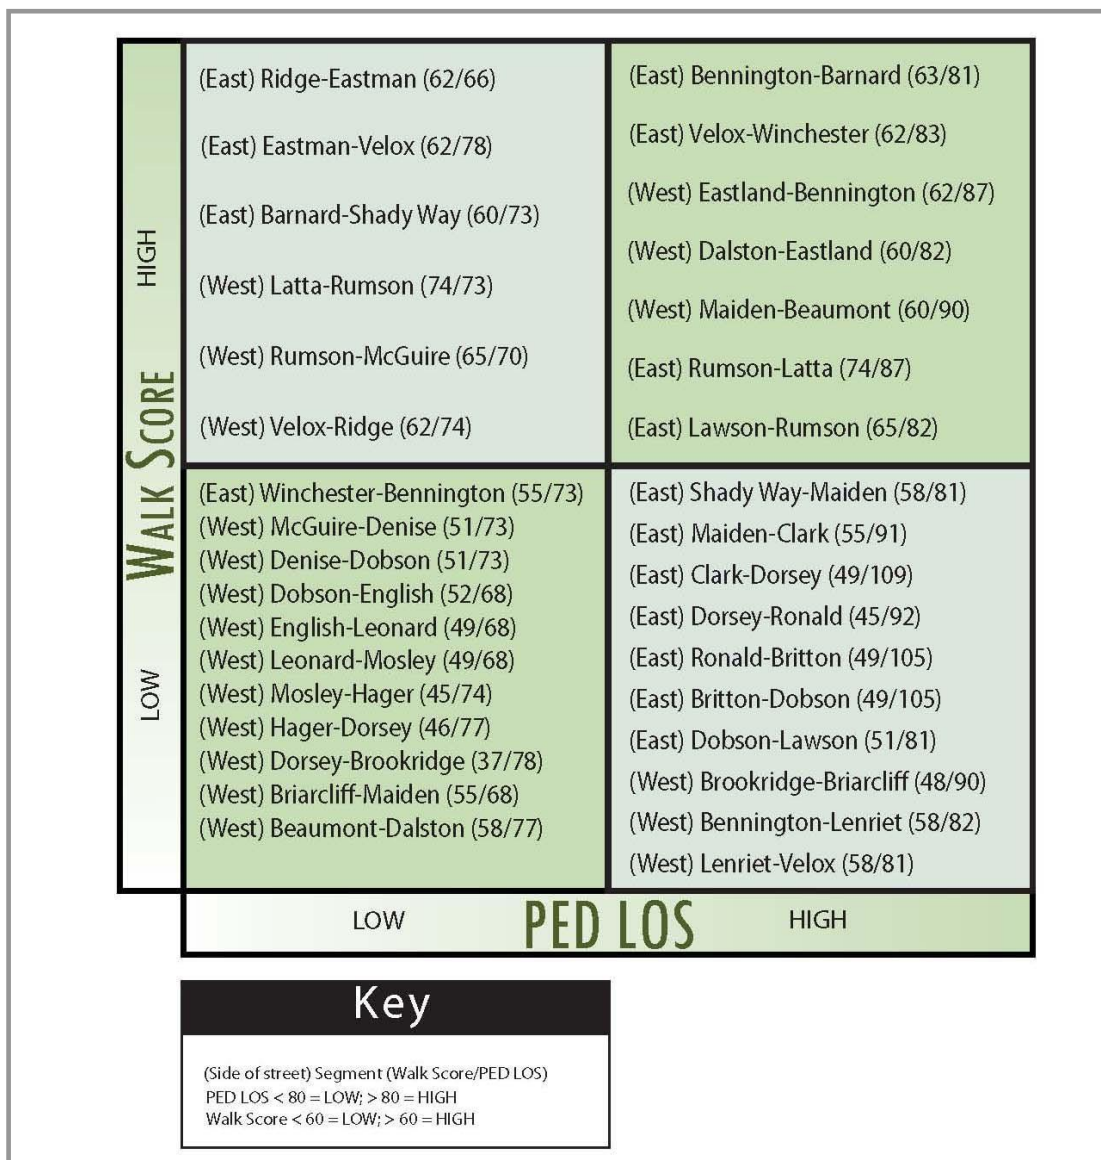 WALK SCORE
HIGH
LOW
(East) Ridge-Eastman (62/66)
(East) Eastman-Velox (62/78)
(East) Barnard-Shady Way (60/73)
(West) Latta-Rumson (74/73)
(West) Rumson-McGuire (65/70)
(West) Velox-Ridge (62/74)
(East) Bennington-Barnard (63/81)
(East) Velox-Winchester (62/83)
(West) Eastland-Bennington (62/87)
(West) Dalston-Eastland (60/82)
(West) Maiden-Beaumont (60/90)
(East) Rumson-Latta (74/87)
(East) Lawson-Rumson (65/82)
(East) Winchester-Bennington (55/73)
(West) McGuire-Denise (51/73)
(West) Denise-Dobson (51/73)
(West) Dobson-English (52/68)
(West) English-Leonard (49/68)
(West) Leonard-Mosley (49/68)
(West) Mosley-Hager (45/74)
(West) Hager-Dorsey (46/77)
(West) Dorsey-Brookridge (37/78)
(West) Briarcliff-Maiden (55/68)
(West) Beaumont-Dalston (58/77)
(East) Shady Way-Maiden (58/81)
(East) Maiden-Clark (55/91)
(East) Clark-Dorsey (49/109)
(East) Dorsey-Ronald (45/92)
(East) Ronald-Britton (49/105)
(East) Britton-Dobson (49/105)
(East) Dobson-Lawson (51/81)
(West) Brookridge-Briarcliff (48/90)
(West) Bennington-Lenriet (58/82)
(West) Lenriet-Velox (58/81)
LOW PED LOS HIGH
Key
(Side of street) Segment (Walk Score/PED LOS)
PED LOS < 80 = LOW; > 80 = HIGH
Walk Score < 60 = LOW; > 60 = HIGH